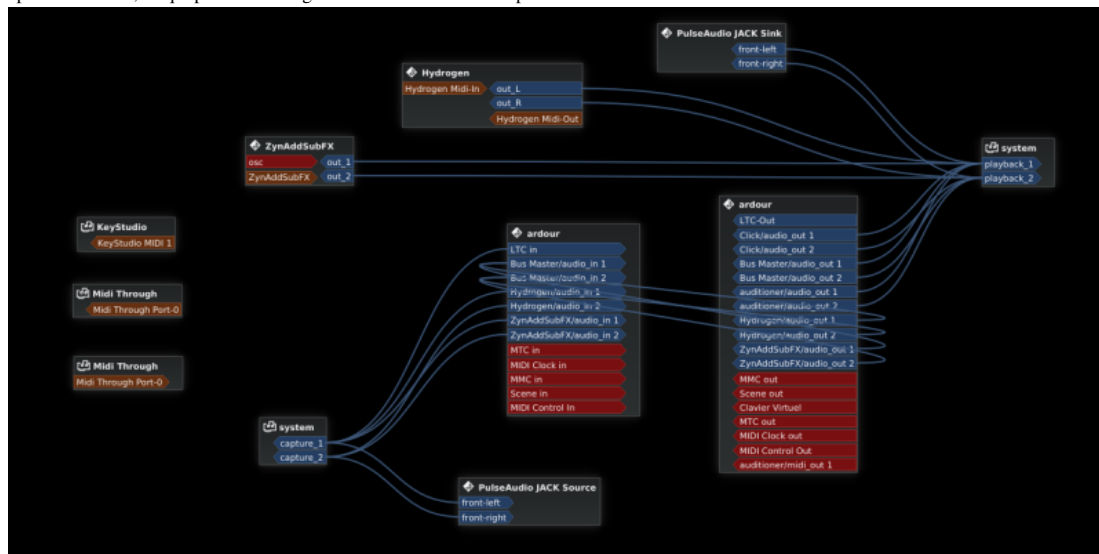 PulseAudio JACK Sink
front-left
front-right
Hydrogen
Hydrogen Midi-In
out_L
out_R
Hydrogen Midi-Out
ZynAddSubFX
osc
out_1
ZynAddSubFX
out_2
system
playback_1
playback_2
KeyStudio
KeyStudio MIDI 1
Midi Through
Midi Through Port-0
Midi Through
Midi Through Port-0
ardour
LTC in
Bus Master/audio_in 1
Bus Master/audio_in 2
Hydrogen/audio_in 1
Hydrogen/audio_in 2
ZynAddSubFX/audio_in 1
ZynAddSubFX/audio_in 2
MTC in
MIDI Clock in
MMC in
Scene in
MIDI Control In
ardour
LTC-Out
Click/audio_out 1
Click/audio_out 2
Bus Master/audio_out 1
Bus Master/audio_out 2
auditioner/audio_out 1
auditioner/audio_out 2
Hydrogen/audio_out 1
Hydrogen/audio_out 2
ZynAddSubFX/audio_out 1
ZynAddSubFX/audio_out 2
MMC out
Scene out
Clavier Virtuel
MTC out
MIDI Clock out
MIDI Control Out
auditioner/midi_out 1
system
capture_1
capture_2
PulseAudio JACK Source
front-left
front-right